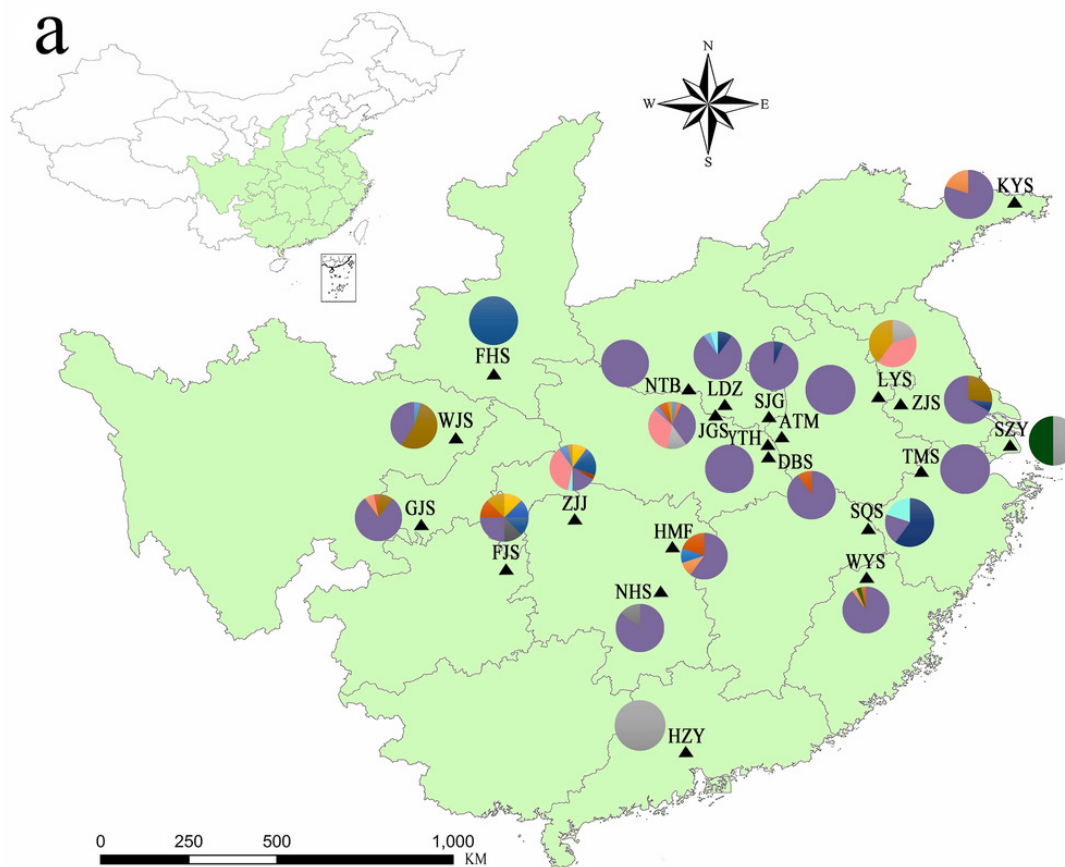 a
N
W E
S
KYS
FHS
LYS
NTB LDZ
SJG
ZJS
WJS
JGS
ATM
YTH
SZY
DBS
TMS
ZJJ
GJS
SQS
HMF
FJS
WYS
NHS
HZY
0 250 500 1,000
KM